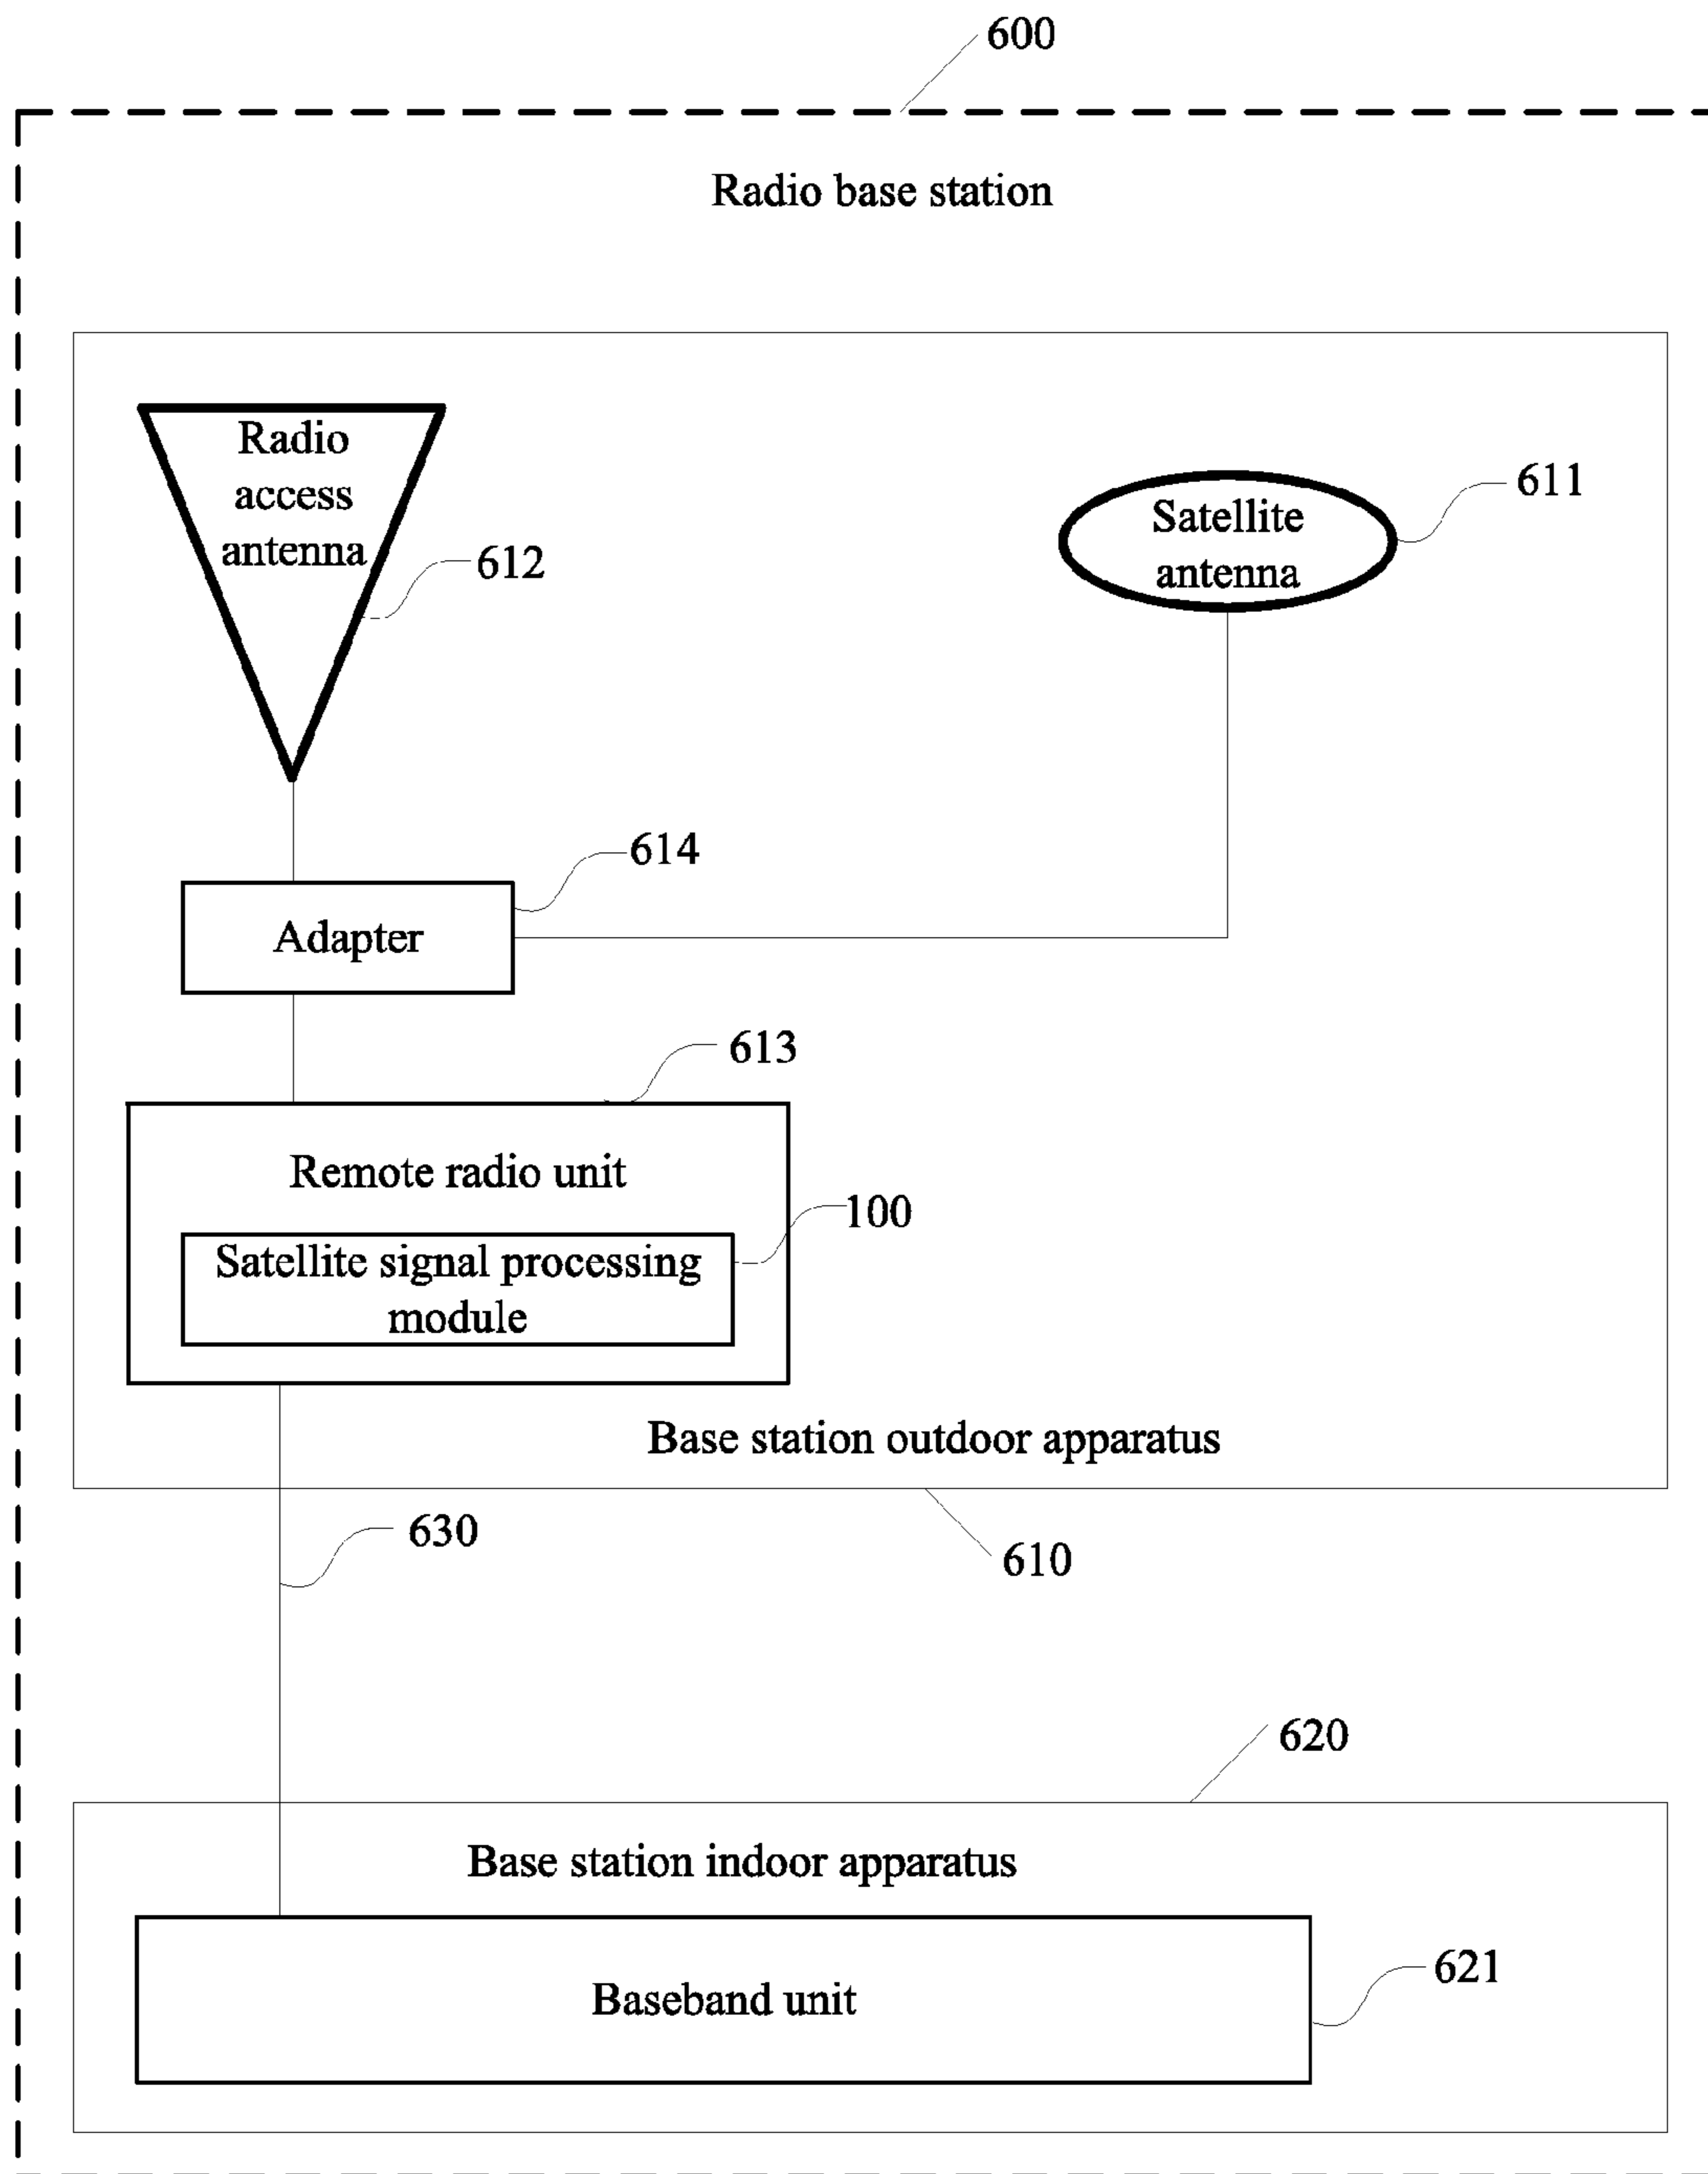 600
Radio base station
Radio
access
antenna
612
Satellite
antenna
611
614
Adapter
613
Remote radio unit
100
Satellite signal processing
module
Base station outdoor apparatus
630
610
620
Base station indoor apparatus
Baseband unit
621